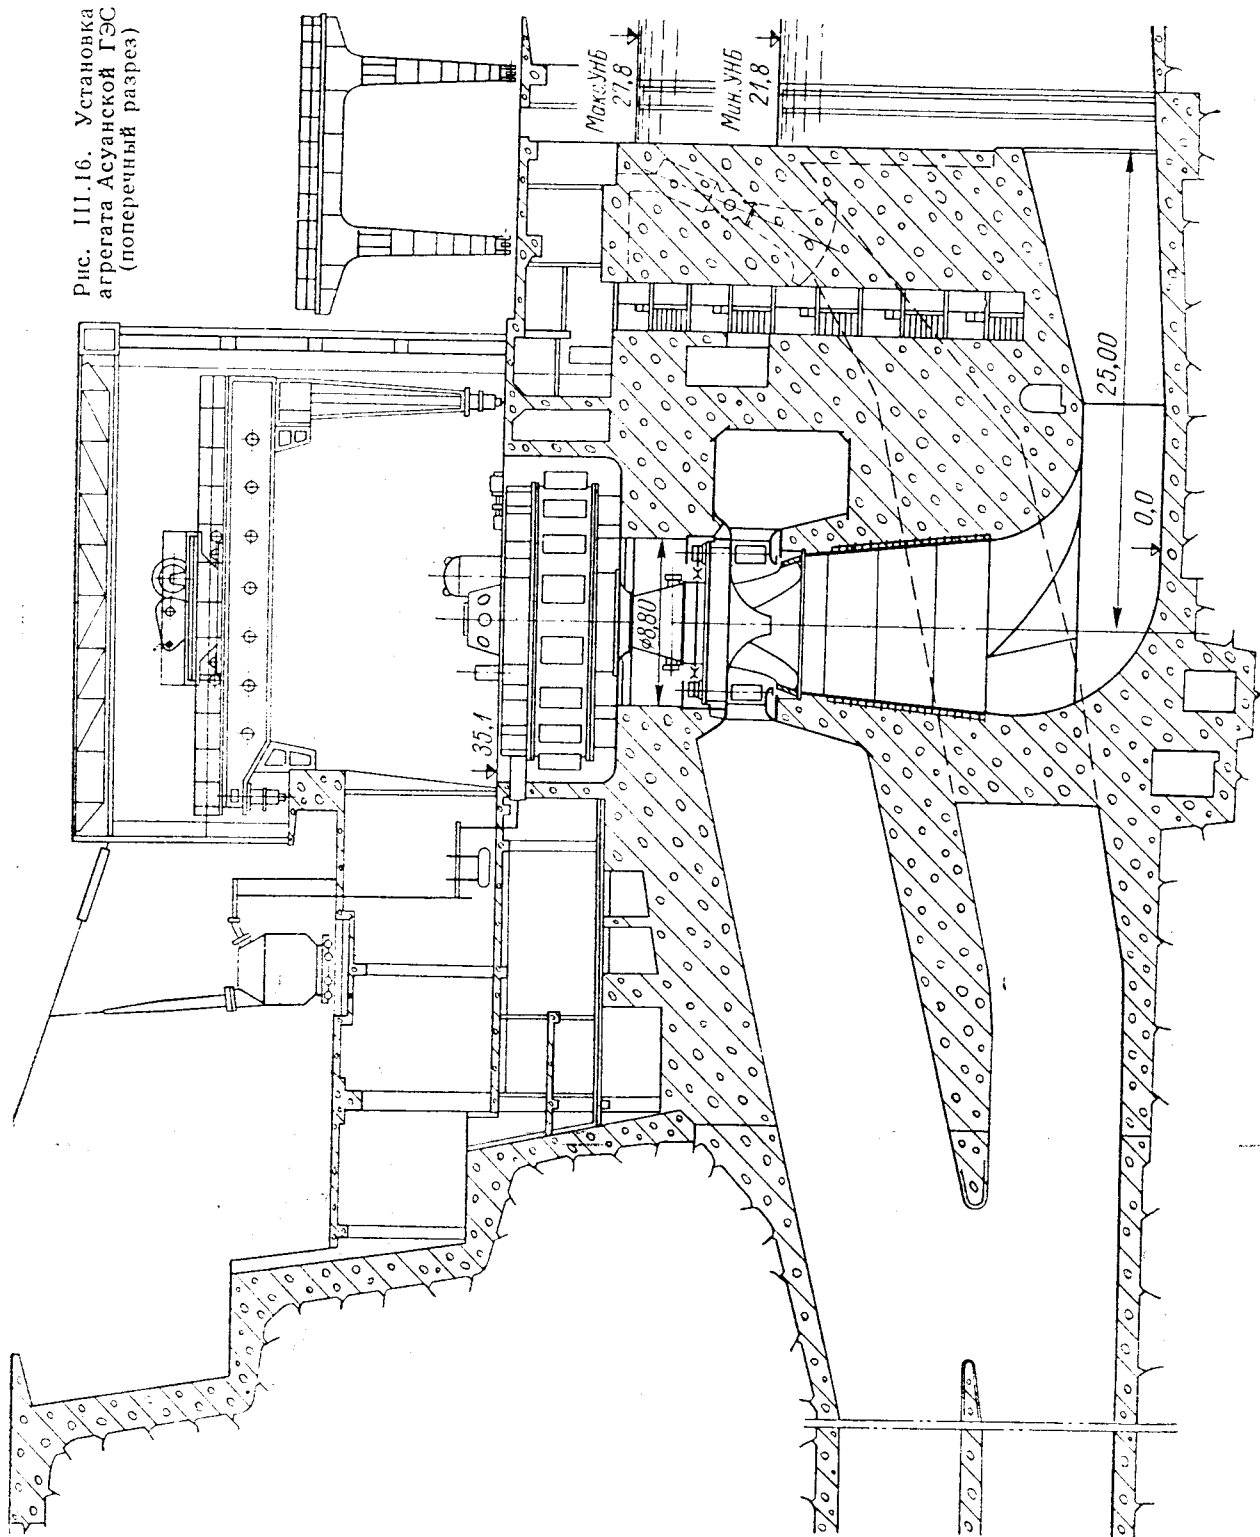 Рис. III.16. Установка
агрегата Асуанской ГЭС
(поперечный разрез)
Макс.УНБ
27,8
Мин.УНБ
21,8
35.1
ϕ8,80
25,00
0,0